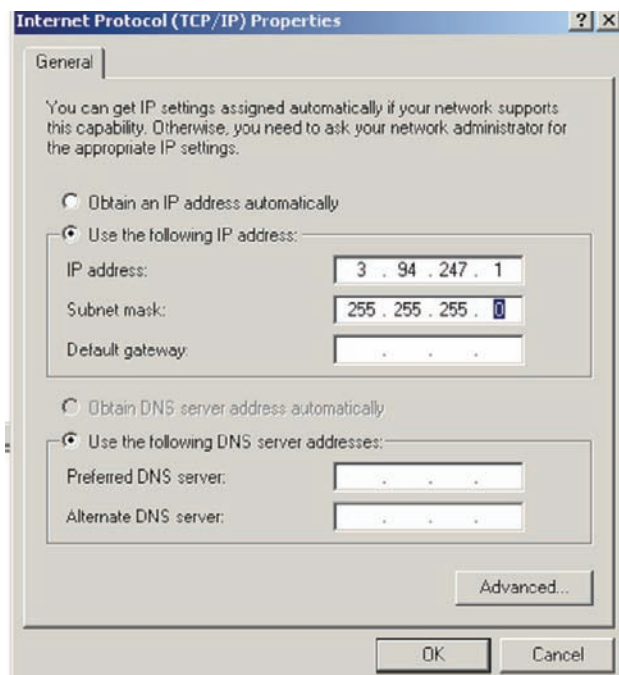 Internet Protocol (TCP/IP) Properties
General
You can get IP settings assigned automatically if your network supports
this capability. Otherwise, you need to ask your network administrator for
the appropriate IP settings.
Obtain an IP address automatically
Use the following IP address:
IP address: 3 . 94 . 247 . 1
Subnet mask: 255 . 255 . 255 . 0
Default gateway: . . .
Obtain DNS server address automatically
Use the following DNS server addresses:
Preferred DNS server: . . .
Alternate DNS server: . . .
Advanced...
OK Cancel